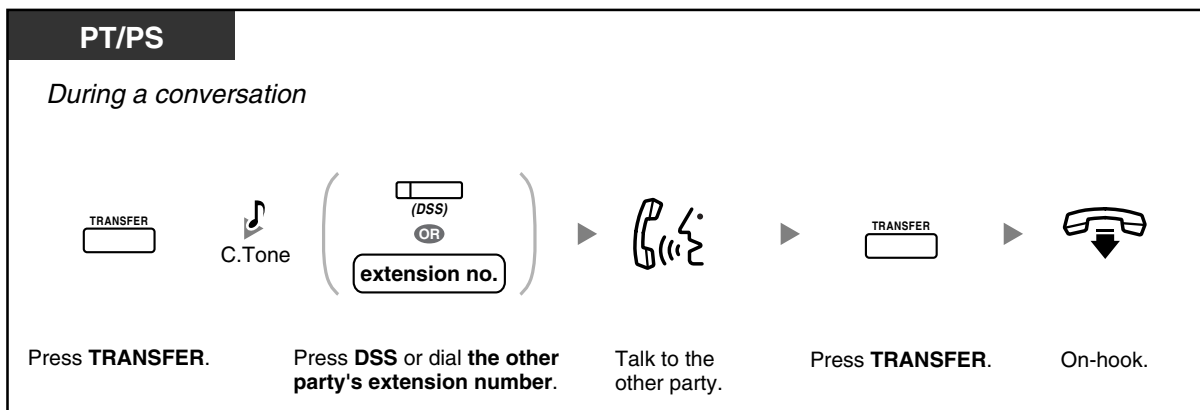 PT/PS
During a conversation
TRANSFER
C.Tone
(DSS)
OR
extension no.
TRANSFER
Press TRANSFER.
Press DSS or dial the other
party's extension number.
Talk to the
other party.
Press TRANSFER.
On-hook.